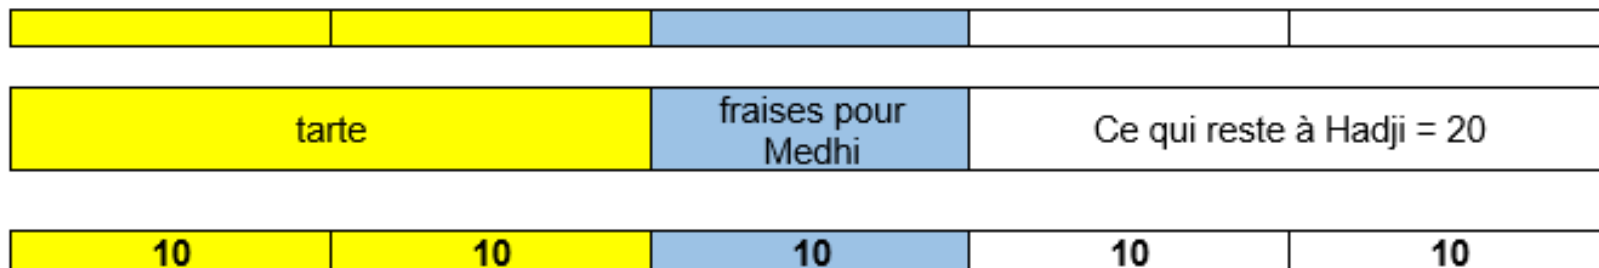 tarte
fraises pour
Medhi
Ce qui reste à Hadji = 20
10 10 10 10 10